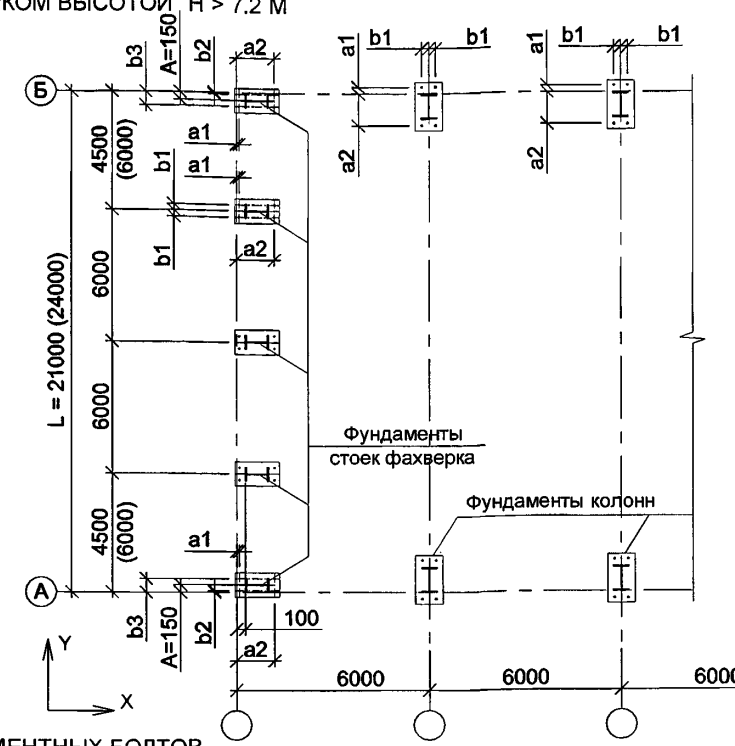 КОМ ВЫСОТОЙ H > 7.2 М
b3
A=150
b2
a2
a1
b1
b1
a1
b1
b1
Б
4500
(6000)
a1
a1
b1
b1
a2
a2
a2
6000
L = 21000 (24000)
6000
Фундаменты
стоек фахверка
4500
(6000)
Фундаменты колонн
a1
А
b3
A=150
b2
100
a2
Y
X
6000
6000
6000
МЕНТНЫХ БОЛТОВ